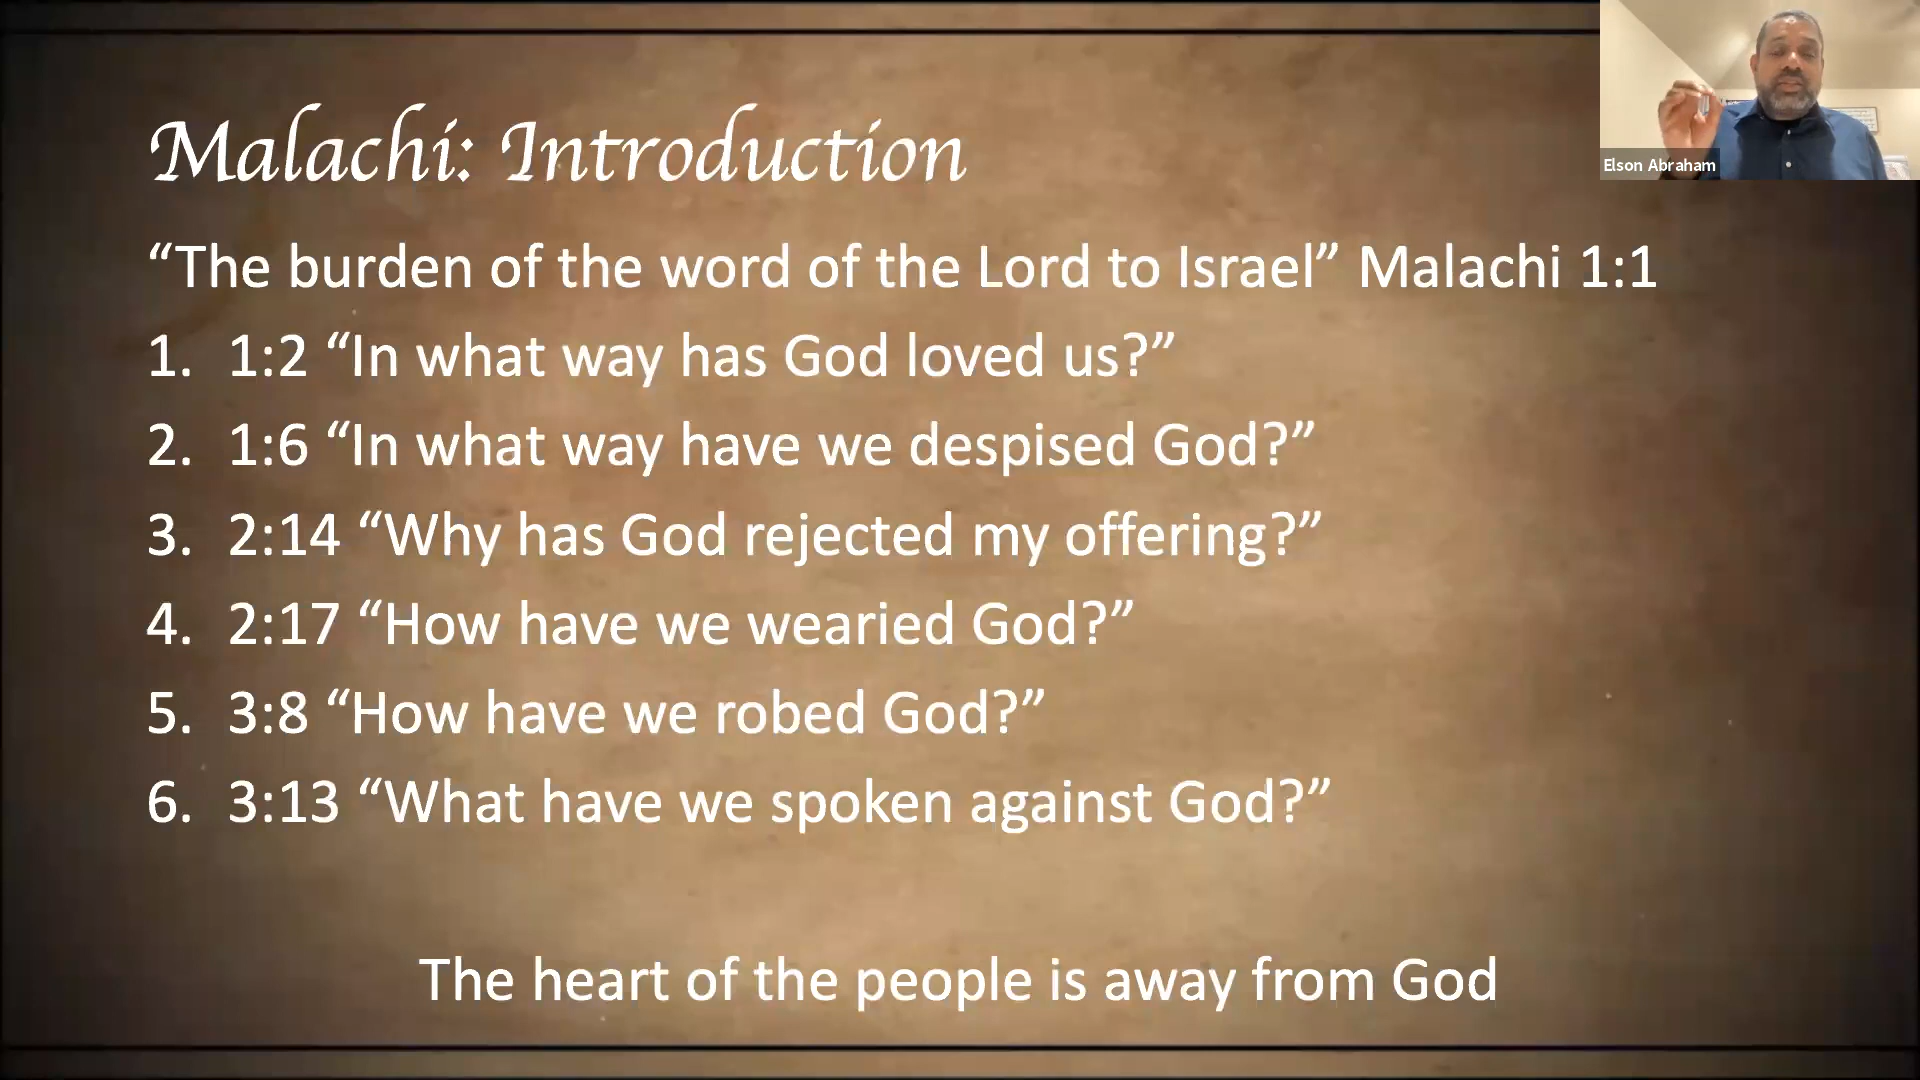 Malachi: Introduction
Elson Abraham
“The burden of the word of the Lord to Israel” Malachi 1:1
1. 1:2 “In what way has God loved us?”
2. 1:6 “In what way have we despised God?”
3. 2:14 “Why has God rejected my offering?”
4. 2:17 “How have we wearied God?”
5. 3:8 “How have we robed God?”
6. 3:13 “What have we spoken against God?”
The heart of the people is away from God